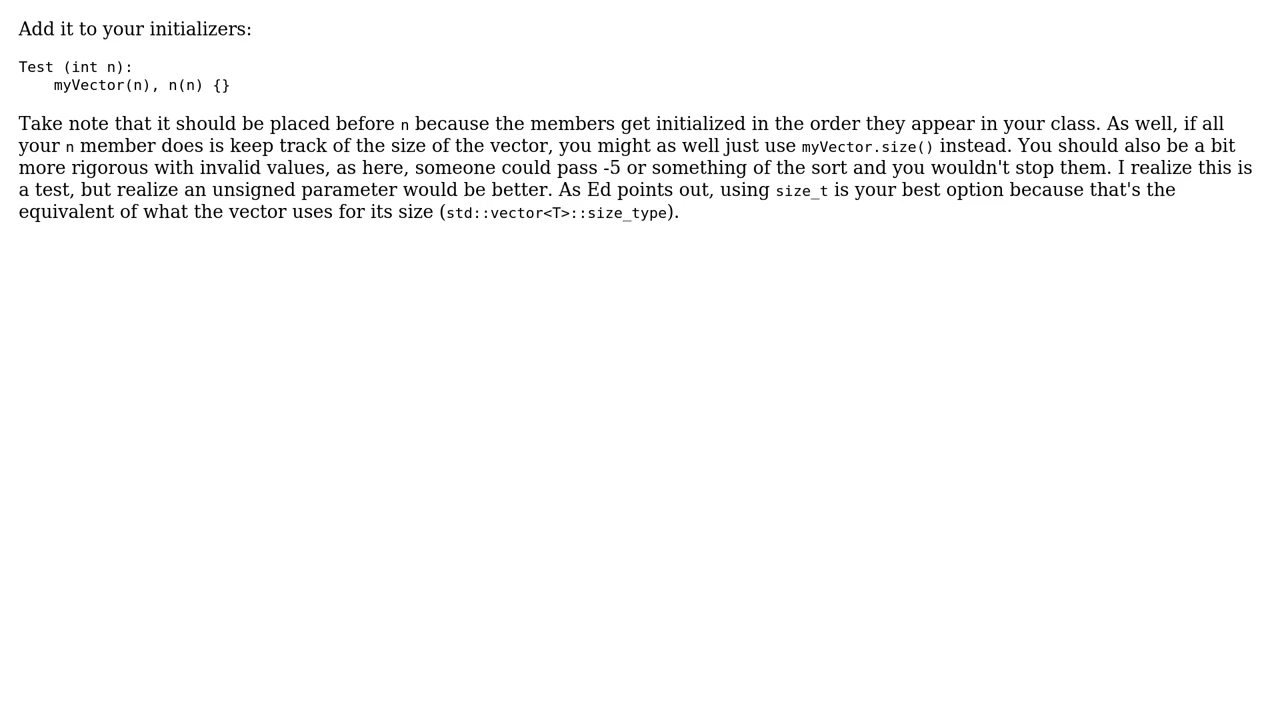 Add it to your initializers:
Test (int n):
    myVector(n), n(n) {}
Take note that it should be placed before n because the members get initialized in the order they appear in your class. As well, if all
your n member does is keep track of the size of the vector, you might as well just use myVector.size() instead. You should also be a bit
more rigorous with invalid values, as here, someone could pass -5 or something of the sort and you wouldn't stop them. I realize this is
a test, but realize an unsigned parameter would be better. As Ed points out, using size_t is your best option because that's the
equivalent of what the vector uses for its size (std::vector<T>::size_type).